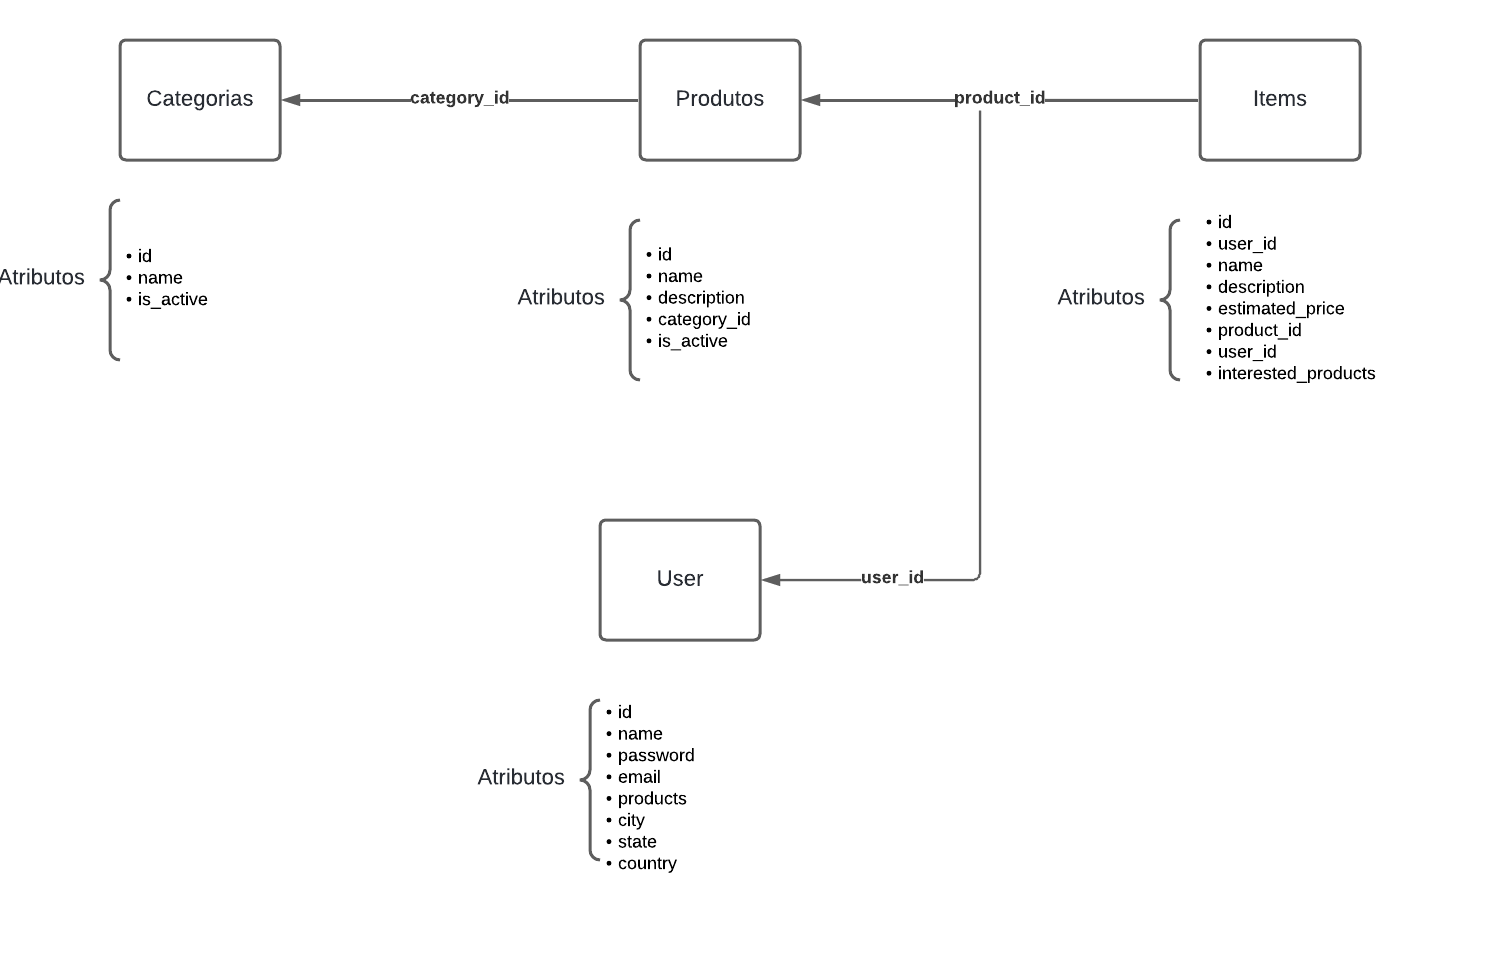 Categorias
category_id
Produtos
product_id
Items
Atributos
• id
• name
• is_active
Atributos
• id
• name
• description
• category_id
• is_active
Atributos
• id
• user_id
• name
• description
• estimated_price
• product_id
• user_id
• interested_products
User
user_id
Atributos
• id
• name
• password
• email
• products
• city
• state
• country